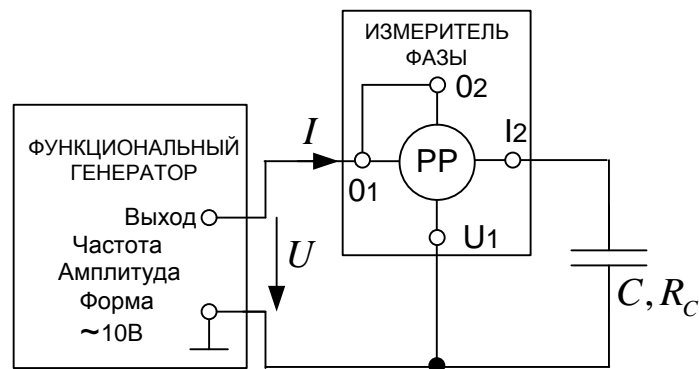 ИЗМЕРИТЕЛЬ
ФАЗЫ
02
I
I2
PP
01
U1
ФУНКЦИОНАЛЬНЫЙ
ГЕНЕРАТОР
Выход
Частота
Амплитуда
Форма
~10В
U
C, R_C